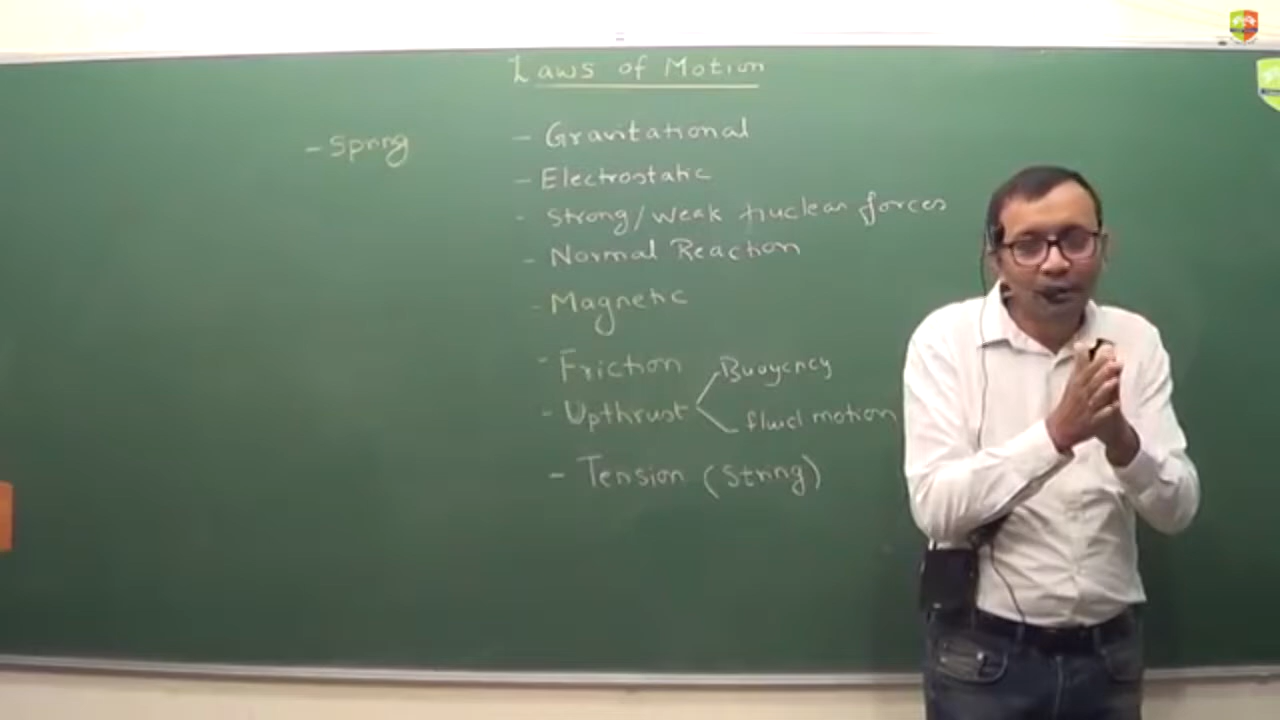 Laws of Motion
- Spring
- Gravitational
- Electrostatic
- Strong/Weak nuclear forces
- Normal Reaction
- Magnetic
- Friction
- Upthrust
Buoyency
fluid motion
- Tension (String)